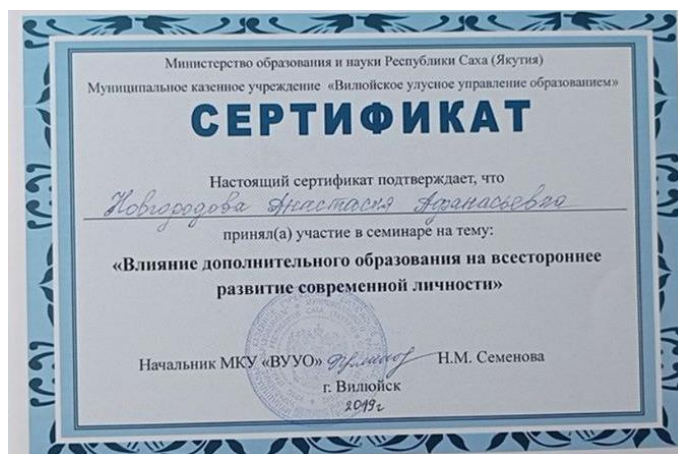 Министерство образования и науки Республики Саха (Якутия)
Муниципальное казенное учреждение «Вилюйское улусное управление образованием»
СЕРТИФИКАТ
Настоящий сертификат подтверждает, что
Новгородова Анастасия Афанасьевна
принял(а) участие в семинаре на тему:
«Влияние дополнительного образования на всестороннее
развитие современной личности»
Начальник МКУ «ВУУО» Н.М. Семенова
г. Вилюйск
2019г